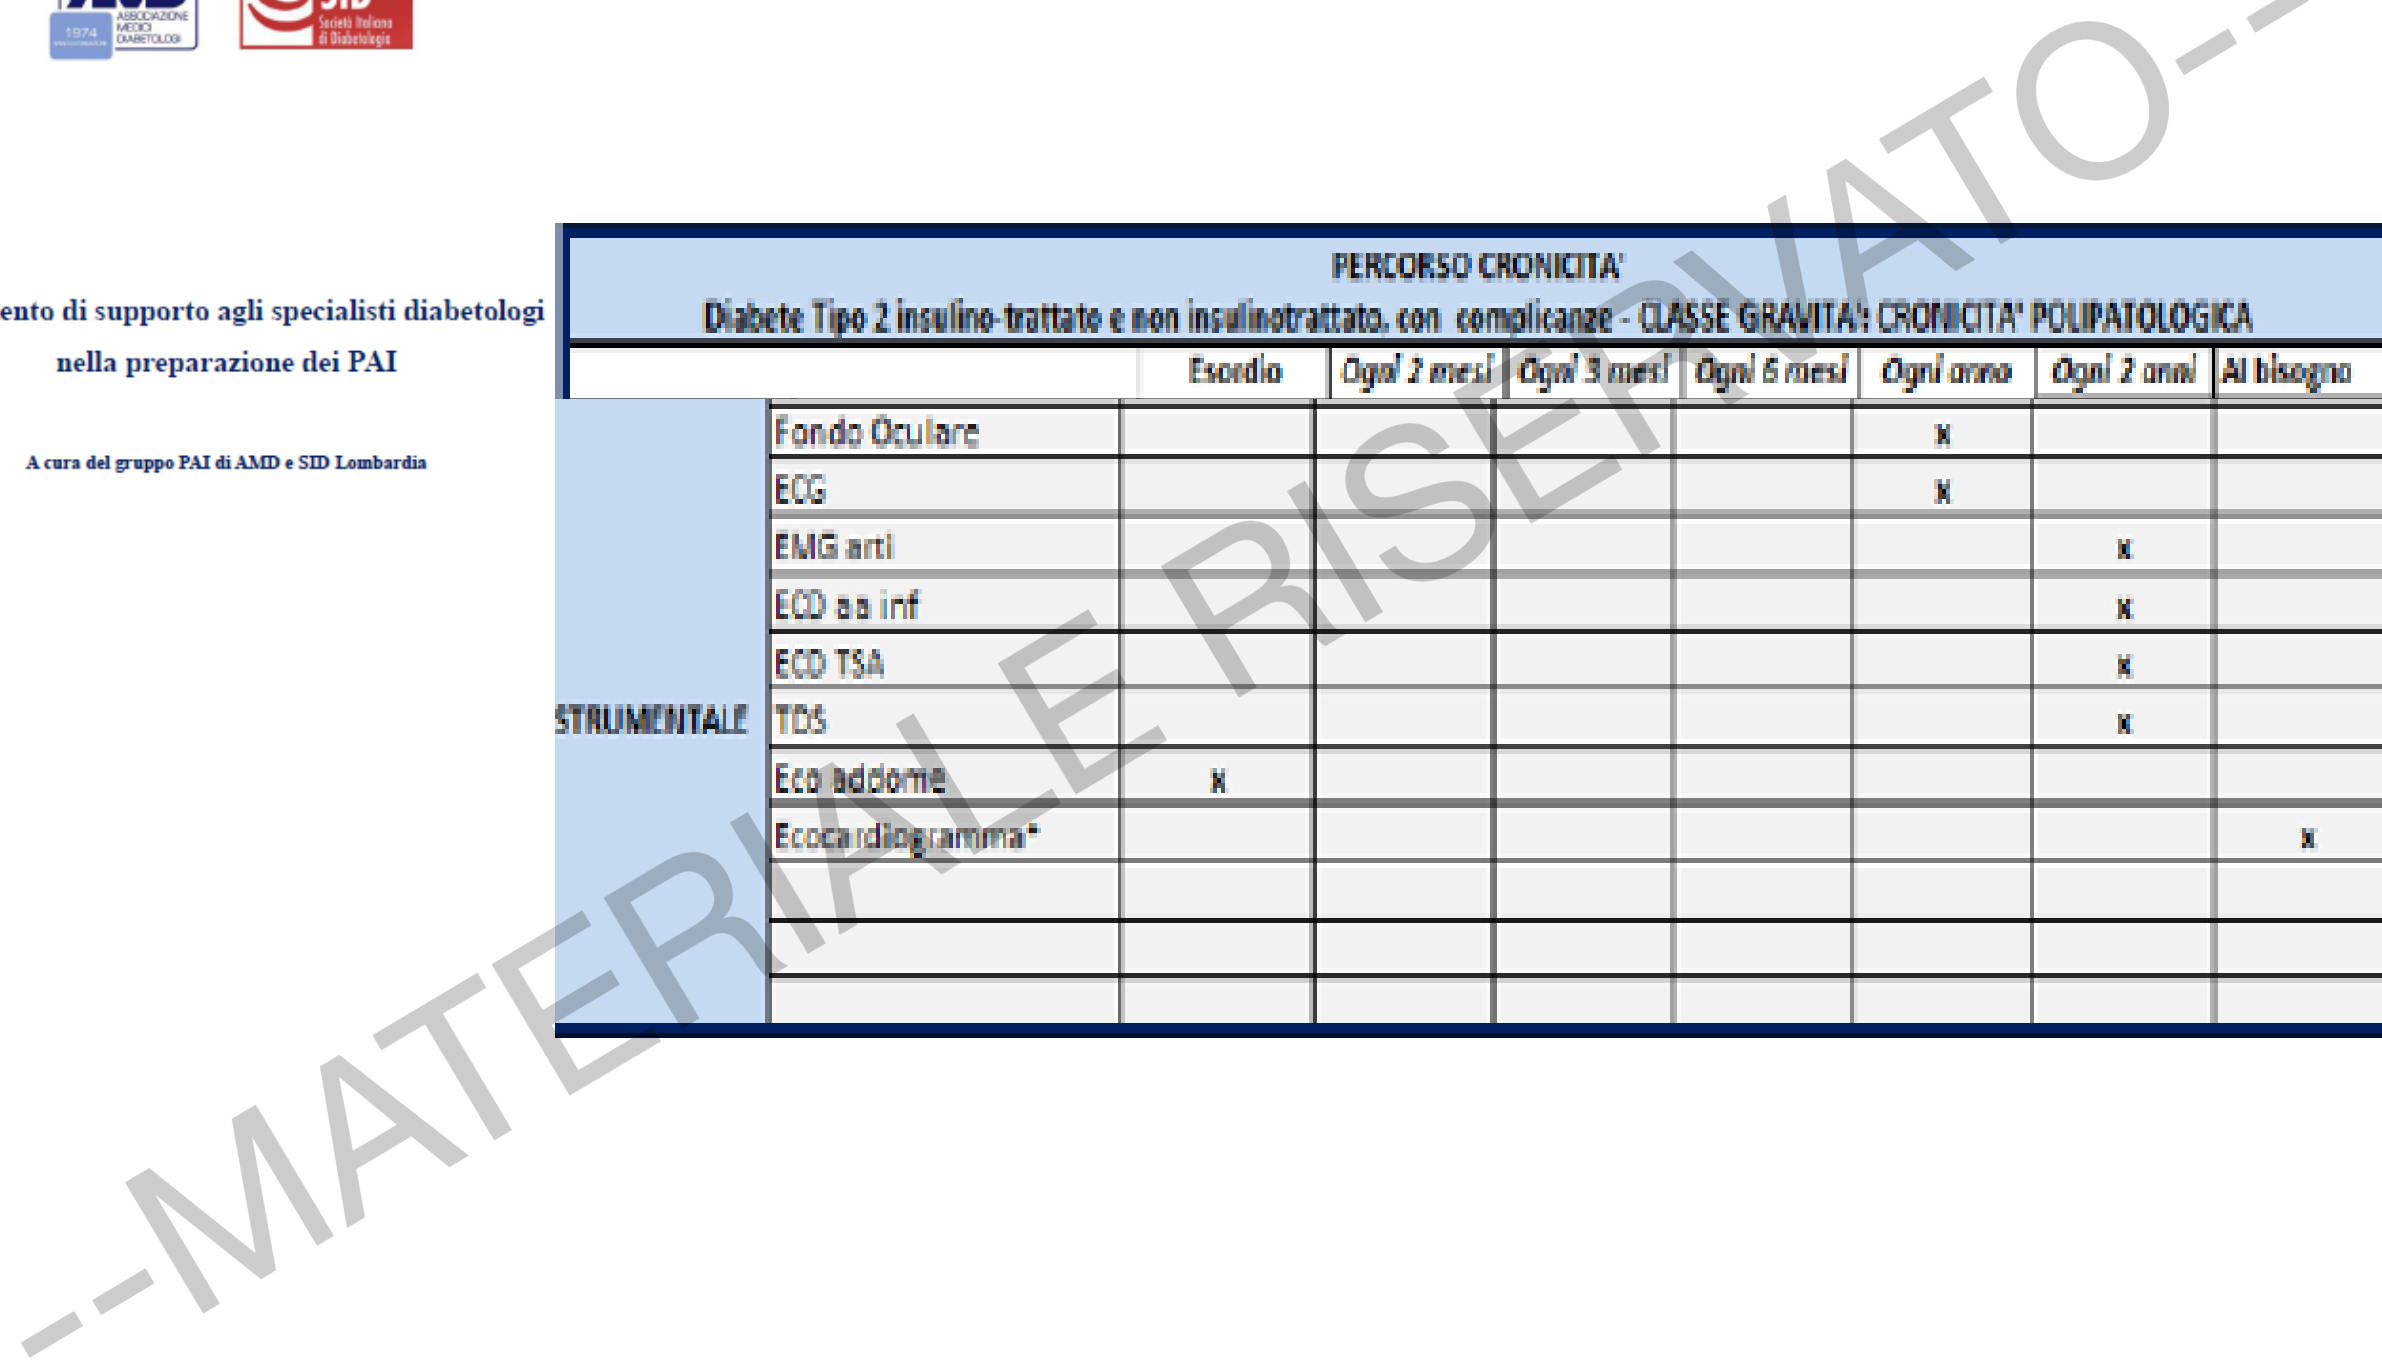 ASSOCIAZIONE
MEDICI
DIABETOLOGI
1974
SID
Società Italiana
di Diabetologia
ento di supporto agli specialisti diabetologi
nella preparazione dei PAI
A cura del gruppo PAI di AMD e SID Lombardia
PERCORSO CRONICITA'
Diabete Tipo 2 insulino-trattato e non insulinotrattato, con complicanze - CLASSE GRAVITA': CRONICITA' POLIPATOLOGICA
Esordio Ogni 2 mesi Ogni 3 mesi Ogni 6 mesi Ogni anno Ogni 2 anni Al bisogno
STRUMENTALE
Fondo Oculare x
ECG x
EMG arti x
ECD aa inf x
ECD TSA x
TDS x
Eco addome x
Ecocardiogramma* x
--MATERIALE RISERVATO--